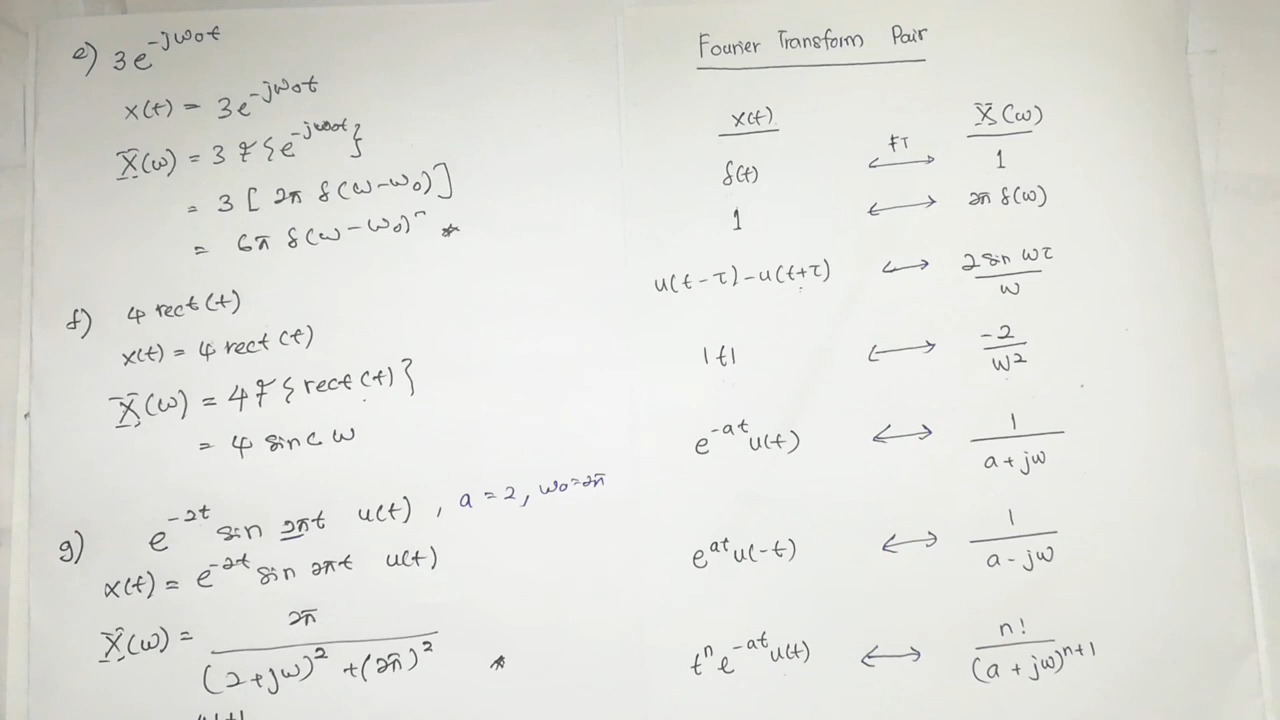 e) 3e^{-jω₀t}
x(t) = 3e^{-jω₀t}
X(ω) = 3 F{e^{-jω₀t}}
= 3 [ 2π δ(ω-ω₀)]
= 6π δ(ω-ω₀)
f) 4 rect(t)
x(t) = 4 rect(t)
X(ω) = 4F{rect(t)}
= 4 sinc ω
g) e^{-2t} sin 2πt u(t) , a = 2, ω₀=2π
x(t) = e^{-2t} sin 2πt u(t)
X(ω) = 2π / ((2+jω)² + (2π)²)
Fourier Transform Pair
x(t) X(ω)
δ(t) ⟷ FT 1
1 ⟷ 2π δ(ω)
u(t-τ)-u(t+τ) ⟷ 2 sin ωτ / ω
|t| ⟷ -2 / ω²
e^{-at}u(t) ⟷ 1 / (a+jω)
e^{at}u(-t) ⟷ 1 / (a-jω)
t^n e^{-at}u(t) ⟷ n! / (a+jω)^{n+1}